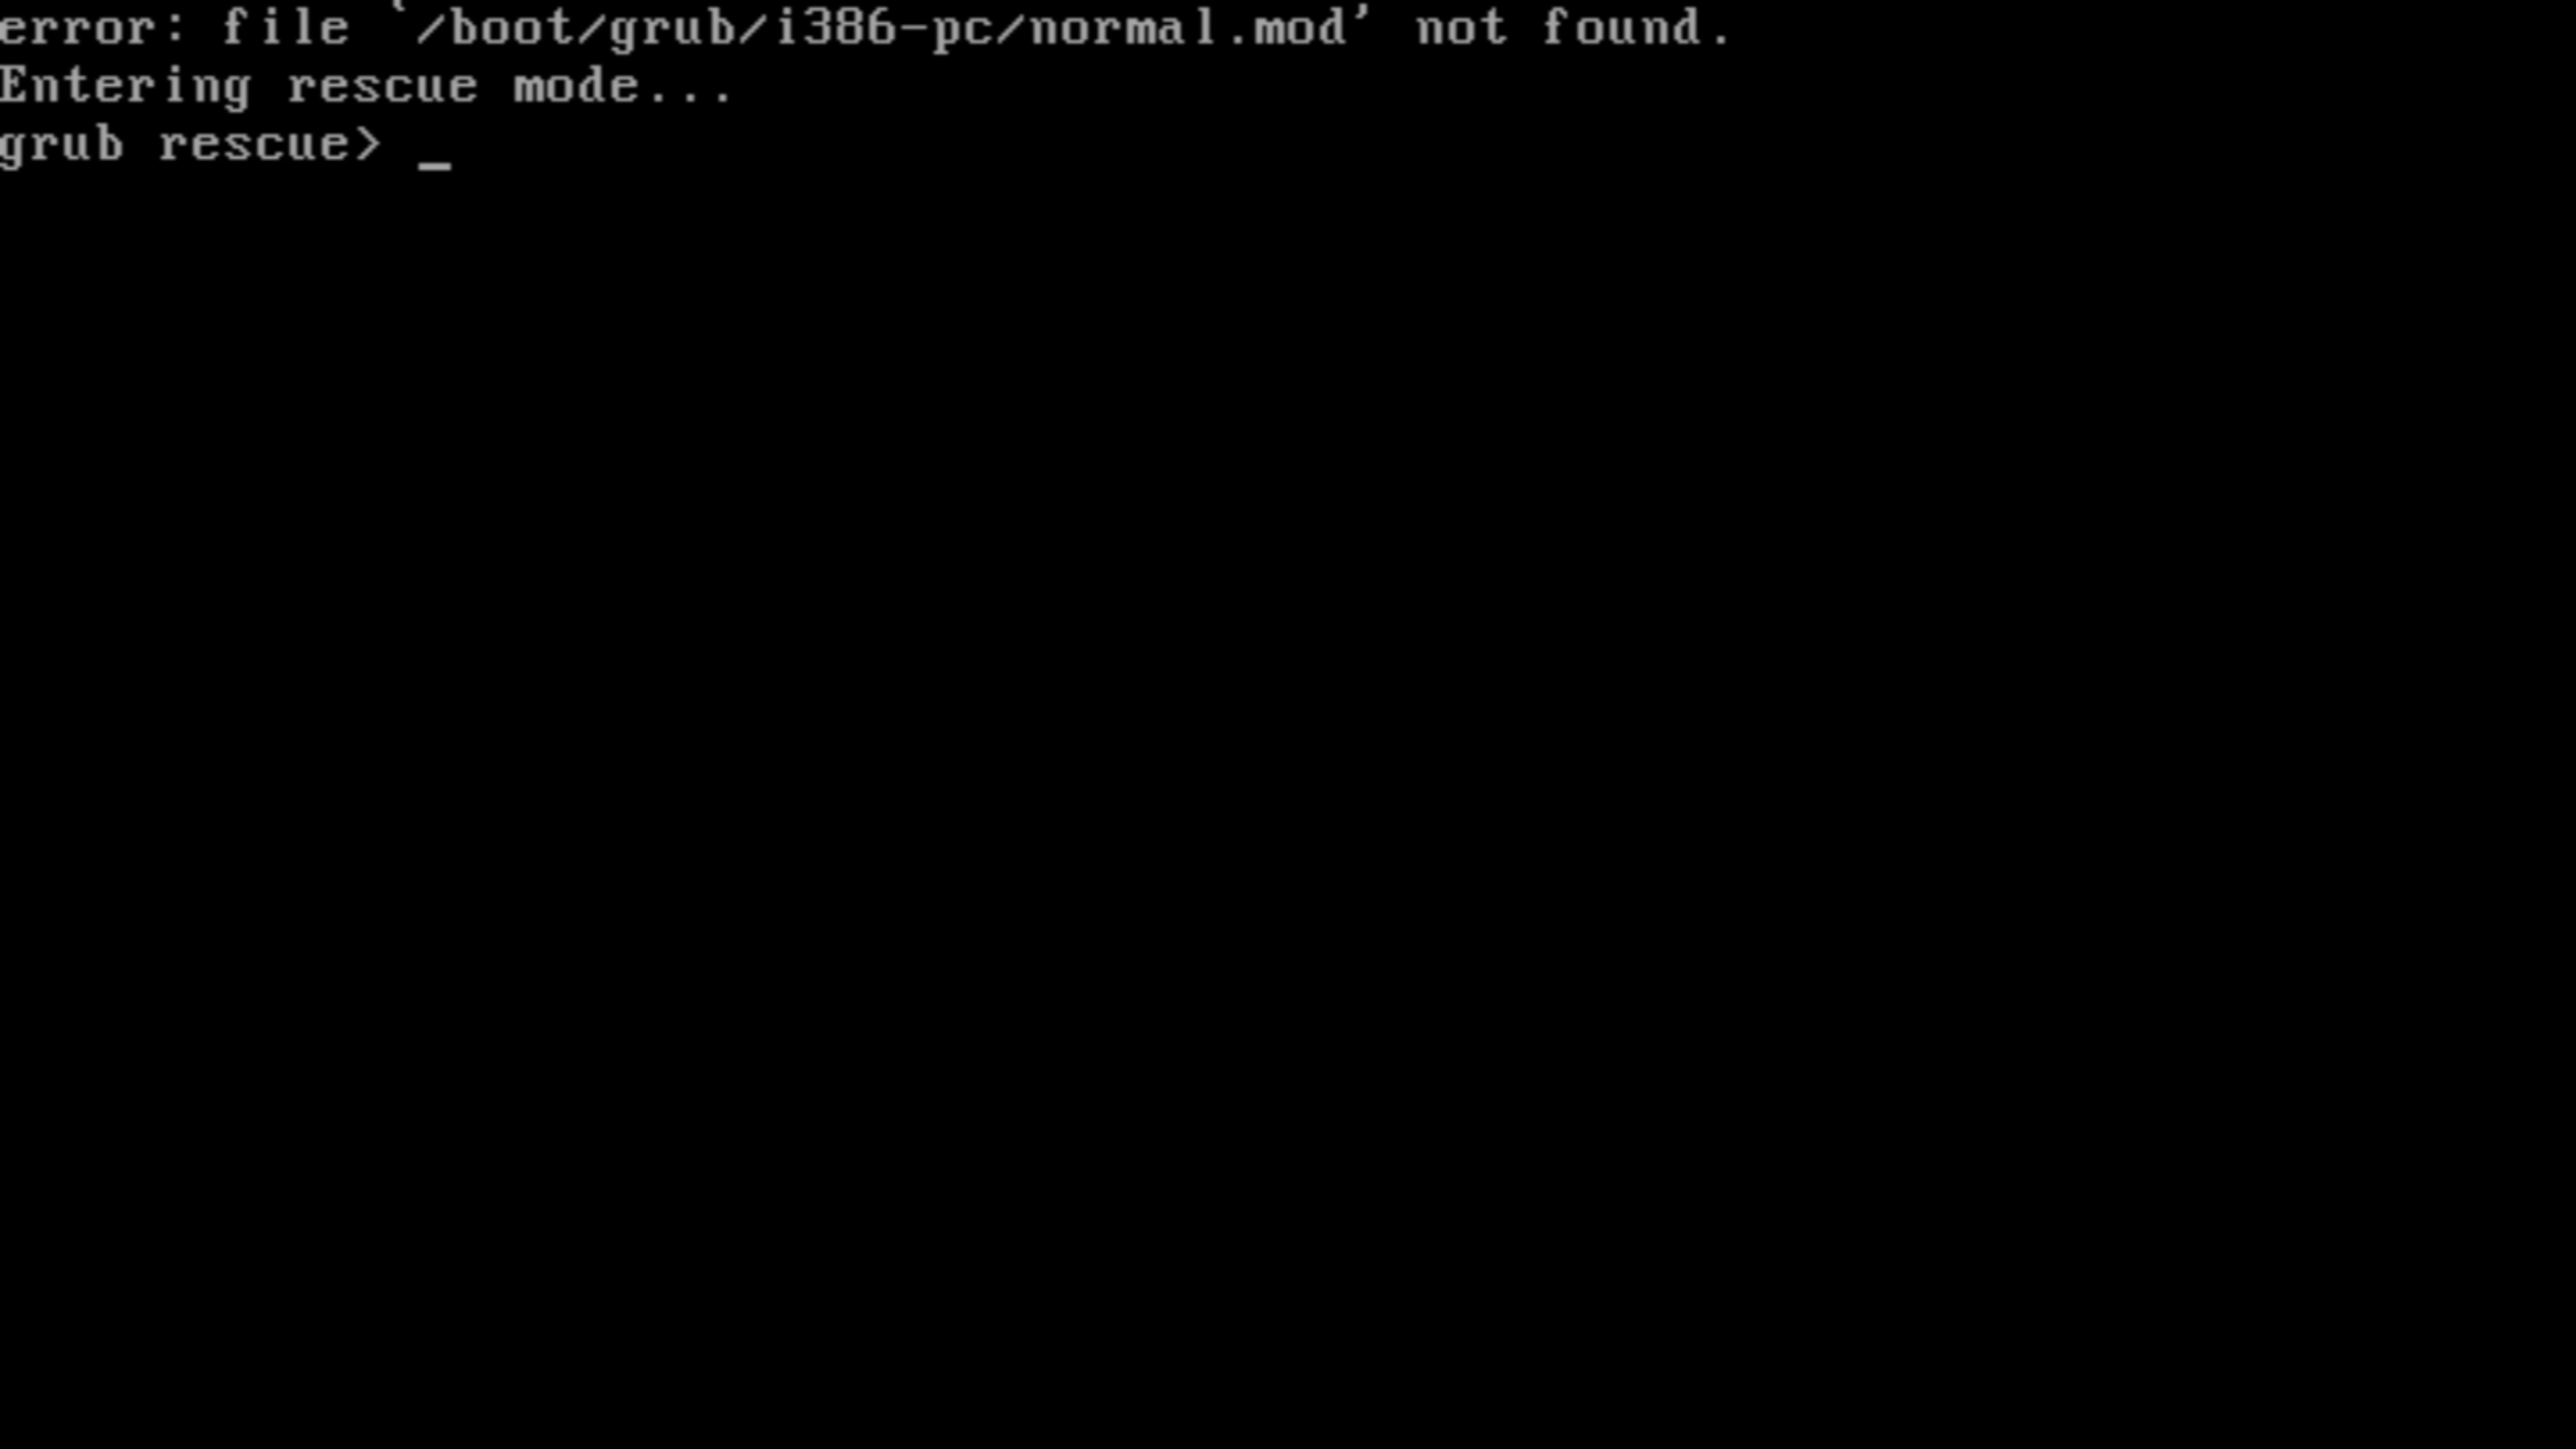 error: file `/boot/grub/i386-pc/normal.mod' not found.
Entering rescue mode...
grub rescue> _